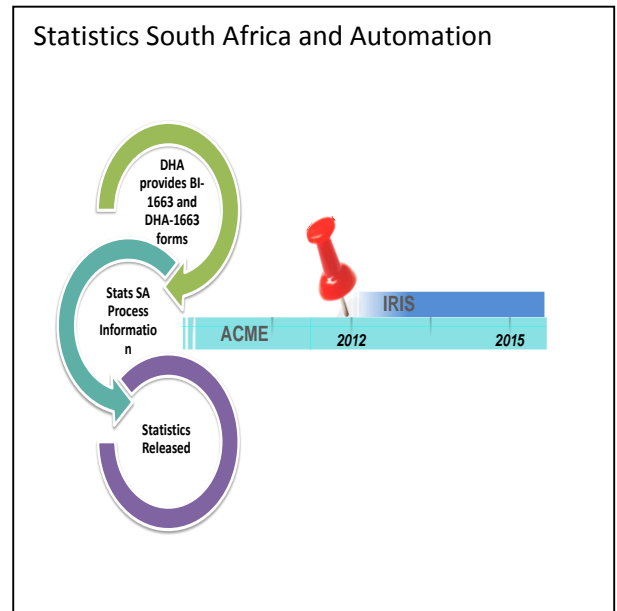 Statistics South Africa and Automation
DHA
provides BI-
1663 and
DHA-1663
forms
Stats SA
Process
Informatio
n
Statistics
Released
IRIS
ACME
2012
2015